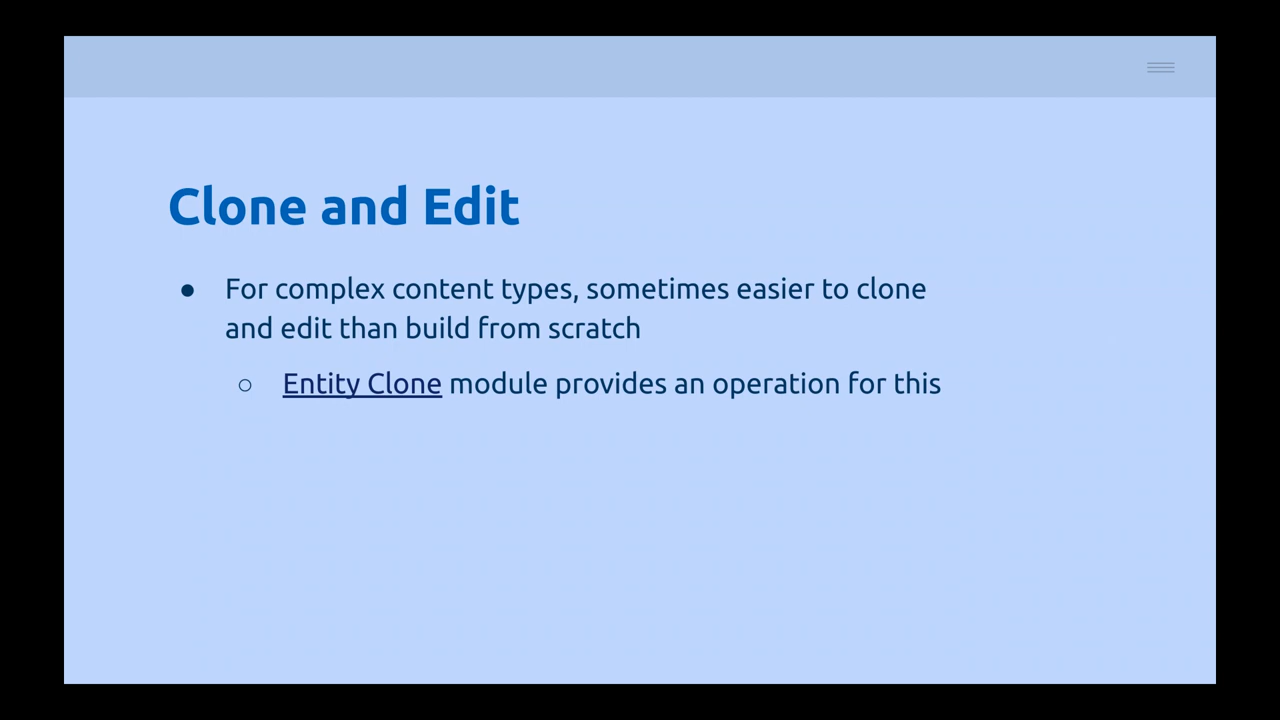 Clone and Edit
● For complex content types, sometimes easier to clone
and edit than build from scratch
○ Entity Clone module provides an operation for this